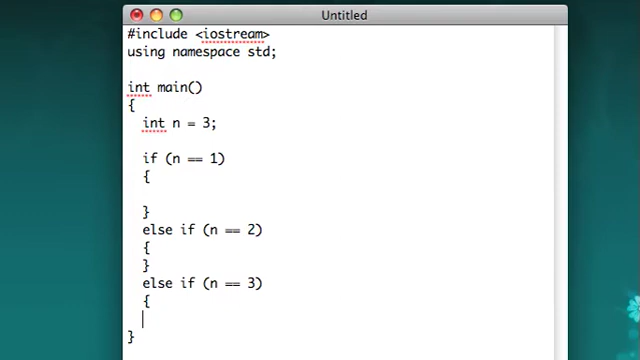 Untitled
#include <iostream>
using namespace std;
int main()
{
int n = 3;
if (n == 1)
{
}
else if (n == 2)
{
}
else if (n == 3)
{
}